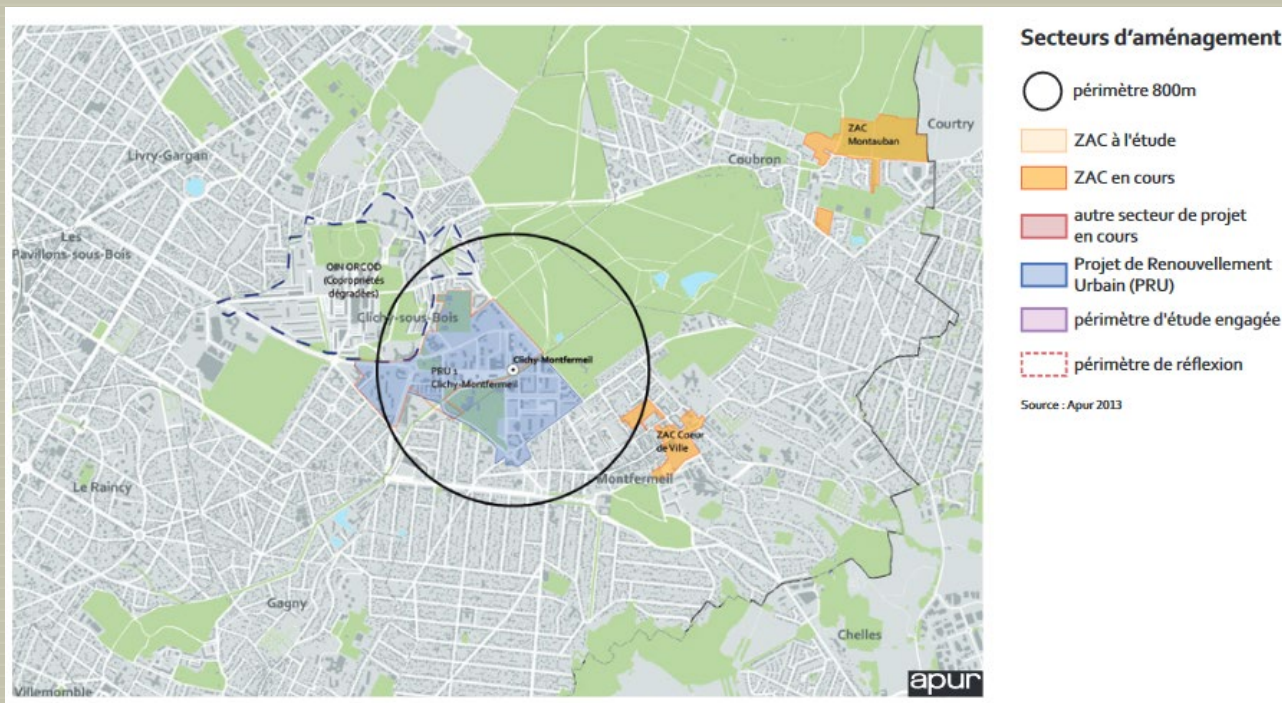 Secteurs d'aménagement
périmètre 800m
ZAC à l'étude
ZAC en cours
autre secteur de projet
en cours
Projet de Renouvellement
Urbain (PRU)
périmètre d'étude engagée
périmètre de réflexion
Source : Apur 2013
ZAC
Montauban
Courtry
Livry-Gargan
Coubron
Les
Pavillons-sous-Bois
OIN ORCOD
(Copropriétés
dégradées)
Clichy-sous-Bois
Clichy-Montfermeil
PRU 1
Clichy-Montfermeil
ZAC Coeur
de Ville
Montfermeil
Le Raincy
Gagny
Chelles
Villemomble
apur